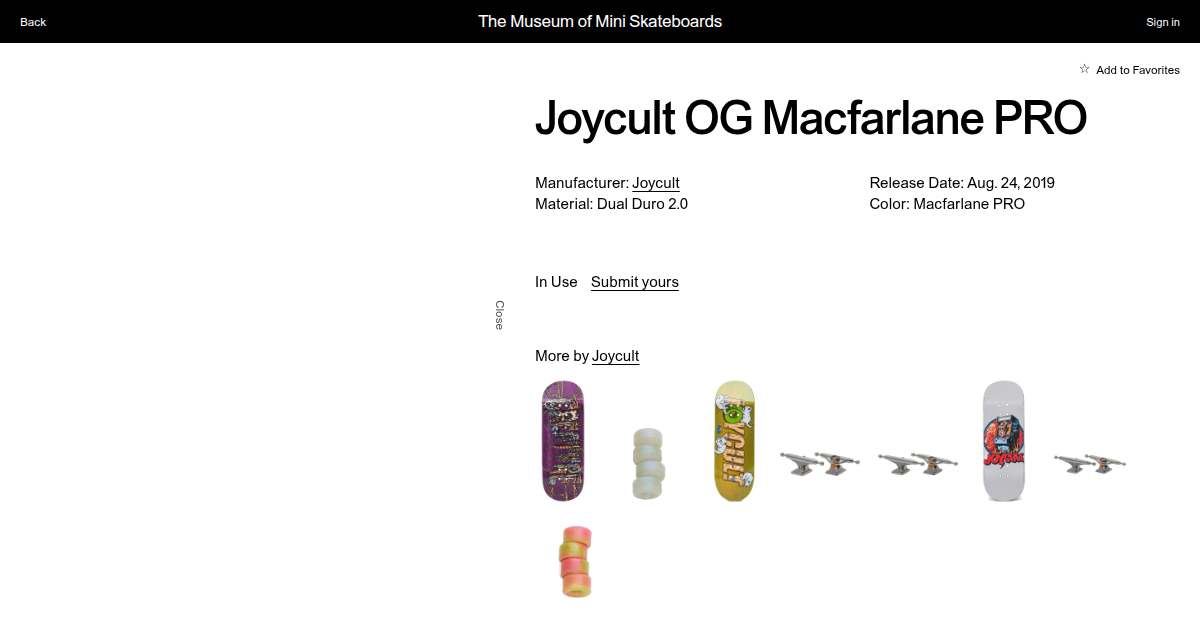 Back
The Museum of Mini Skateboards
Sign in
☆ Add to Favorites
Joycult OG Macfarlane PRO
Manufacturer: Joycult
Release Date: Aug. 24, 2019
Material: Dual Duro 2.0
Color: Macfarlane PRO
In Use Submit yours
Close
More by Joycult